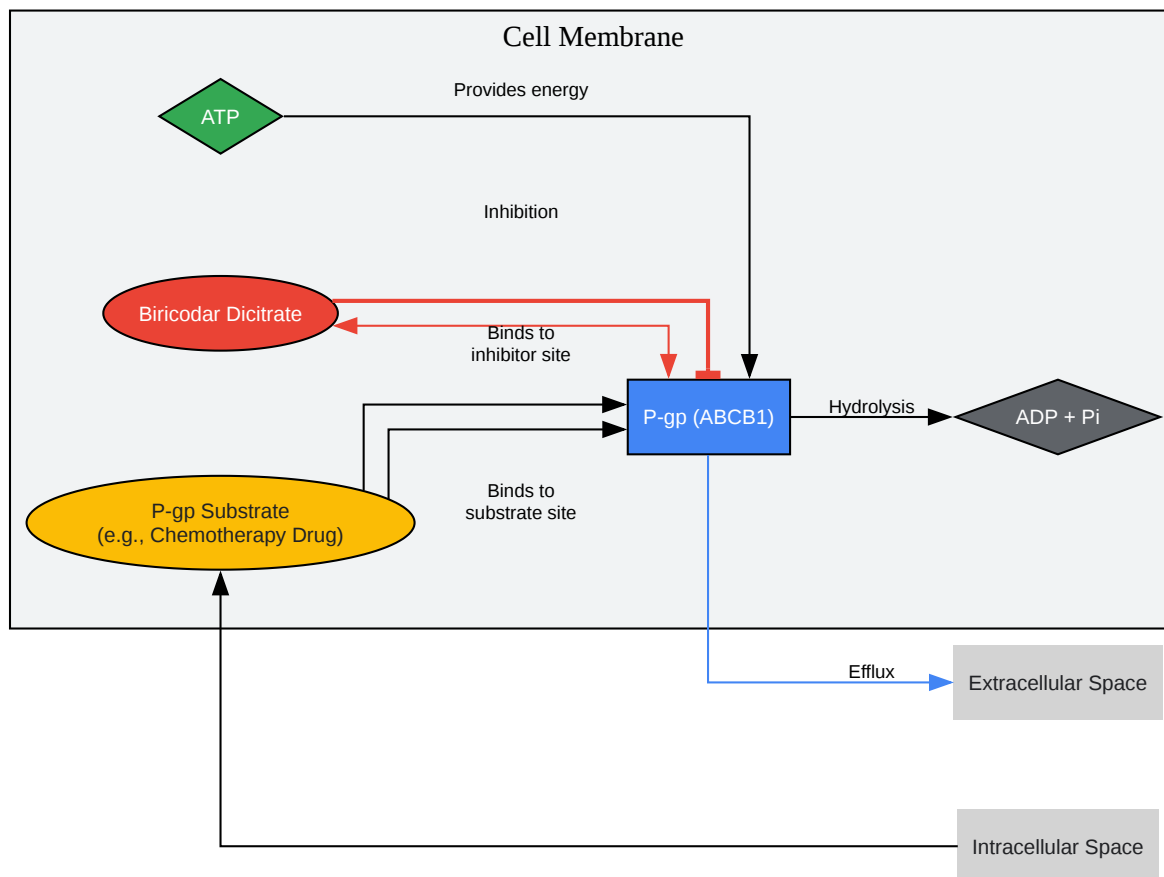 Cell Membrane
Provides energy
ATP
Inhibition
Biricodar Dicitrate
Binds to
inhibitor site
P-gp (ABCB1)
Hydrolysis
ADP + Pi
Binds to
substrate site
P-gp Substrate
(e.g., Chemotherapy Drug)
Efflux
Extracellular Space
Intracellular Space